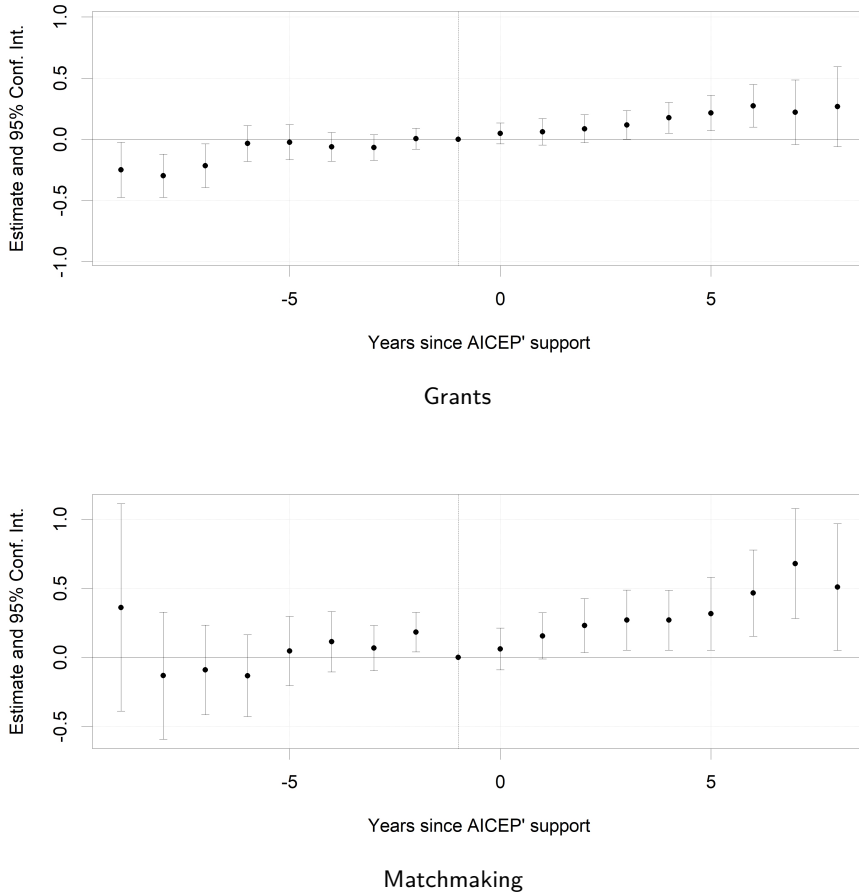 1.0
0.5
0.0
-0.5
-1.0
Estimate and 95% Conf. Int.
-5 0 5
Years since AICEP' support
Grants
1.0
0.5
0.0
-0.5
Estimate and 95% Conf. Int.
-5 0 5
Years since AICEP' support
Matchmaking